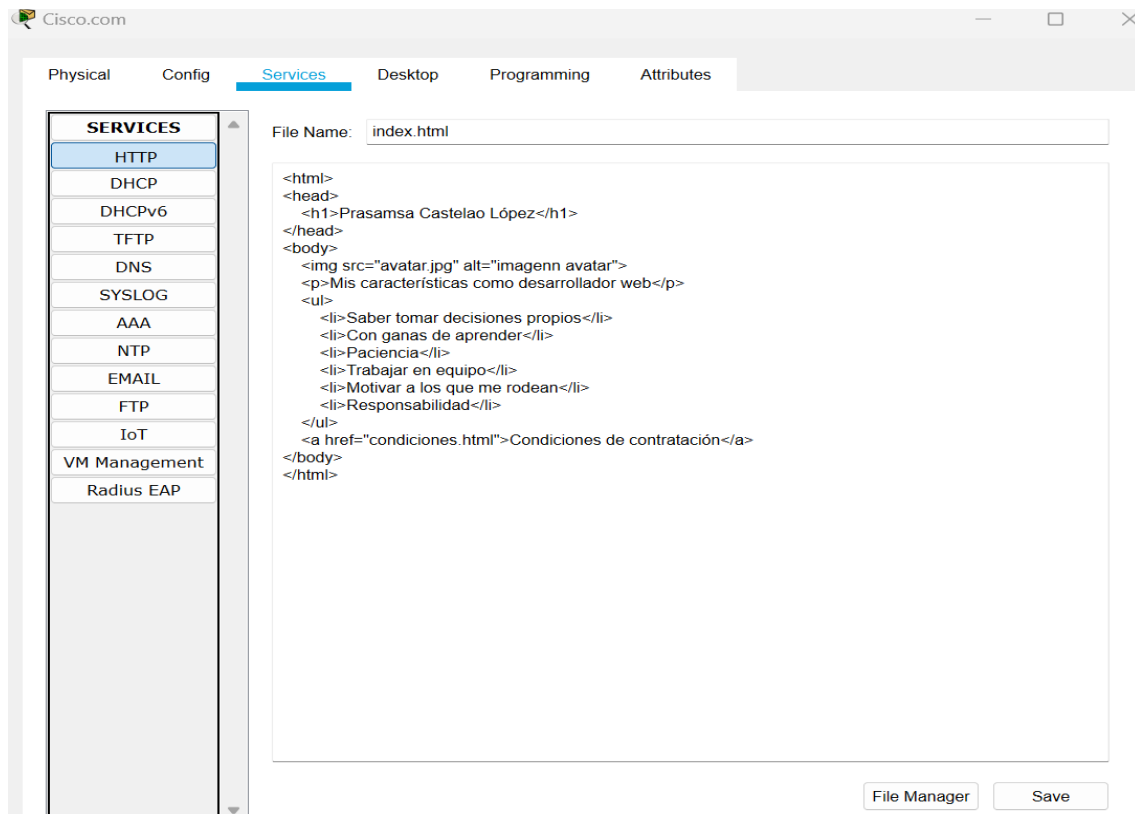 Cisco.com
Physical Config Services Desktop Programming Attributes
SERVICES
HTTP
DHCP
DHCPv6
TFTP
DNS
SYSLOG
AAA
NTP
EMAIL
FTP
IoT
VM Management
Radius EAP
File Name: index.html
<html>
<head>
<h1>Prasamsa Castelao López</h1>
</head>
<body>
<img src="avatar.jpg" alt="imagenn avatar">
<p>Mis características como desarrollador web</p>
<ul>
<li>Saber tomar decisiones propios</li>
<li>Con ganas de aprender</li>
<li>Paciencia</li>
<li>Trabajar en equipo</li>
<li>Motivar a los que me rodean</li>
<li>Responsabilidad</li>
</ul>
<a href="condiciones.html">Condiciones de contratación</a>
</body>
</html>
File Manager Save